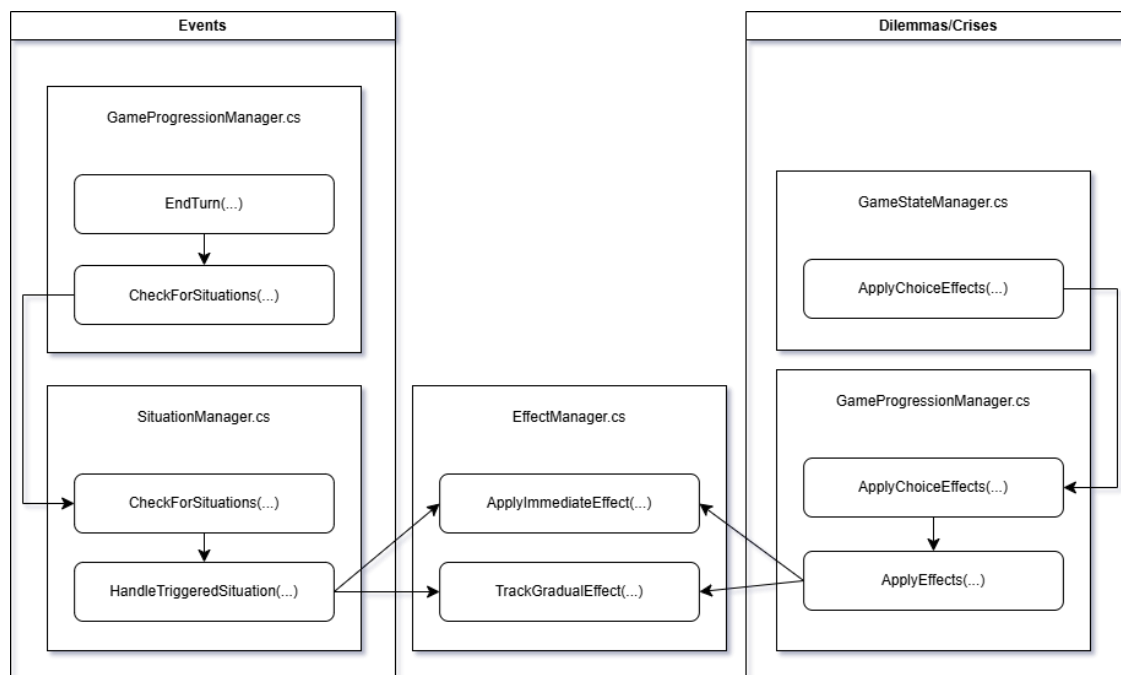 Events
GameProgressionManager.cs
EndTurn(...)
CheckForSituations(...)
SituationManager.cs
CheckForSituations(...)
HandleTriggeredSituation(...)
EffectManager.cs
ApplyImmediateEffect(...)
TrackGradualEffect(...)
Dilemmas/Crises
GameStateManager.cs
ApplyChoiceEffects(...)
GameProgressionManager.cs
ApplyChoiceEffects(...)
ApplyEffects(...)